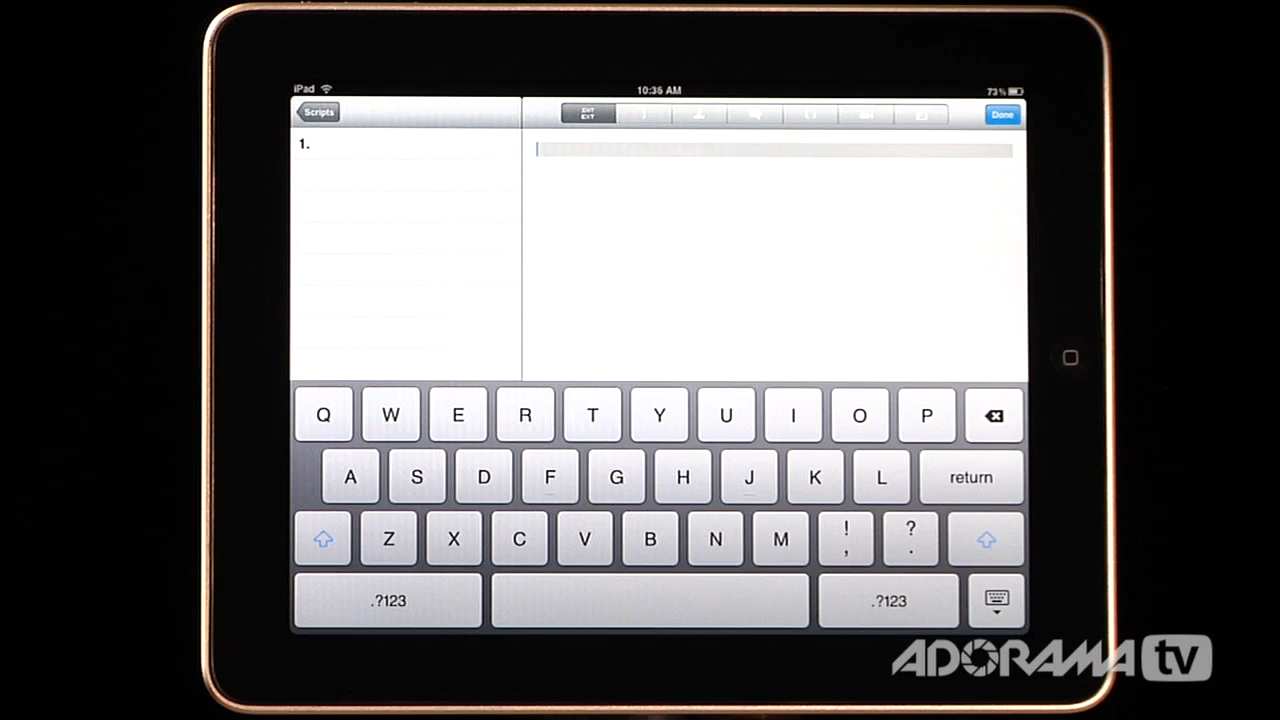 iPad 10:36 AM 73%
Scripts Done
1.
Q W E R T Y U I O P
A S D F G H J K L return
Z X C V B N M ! , ? .
.?123 .?123
ADORAMA tv